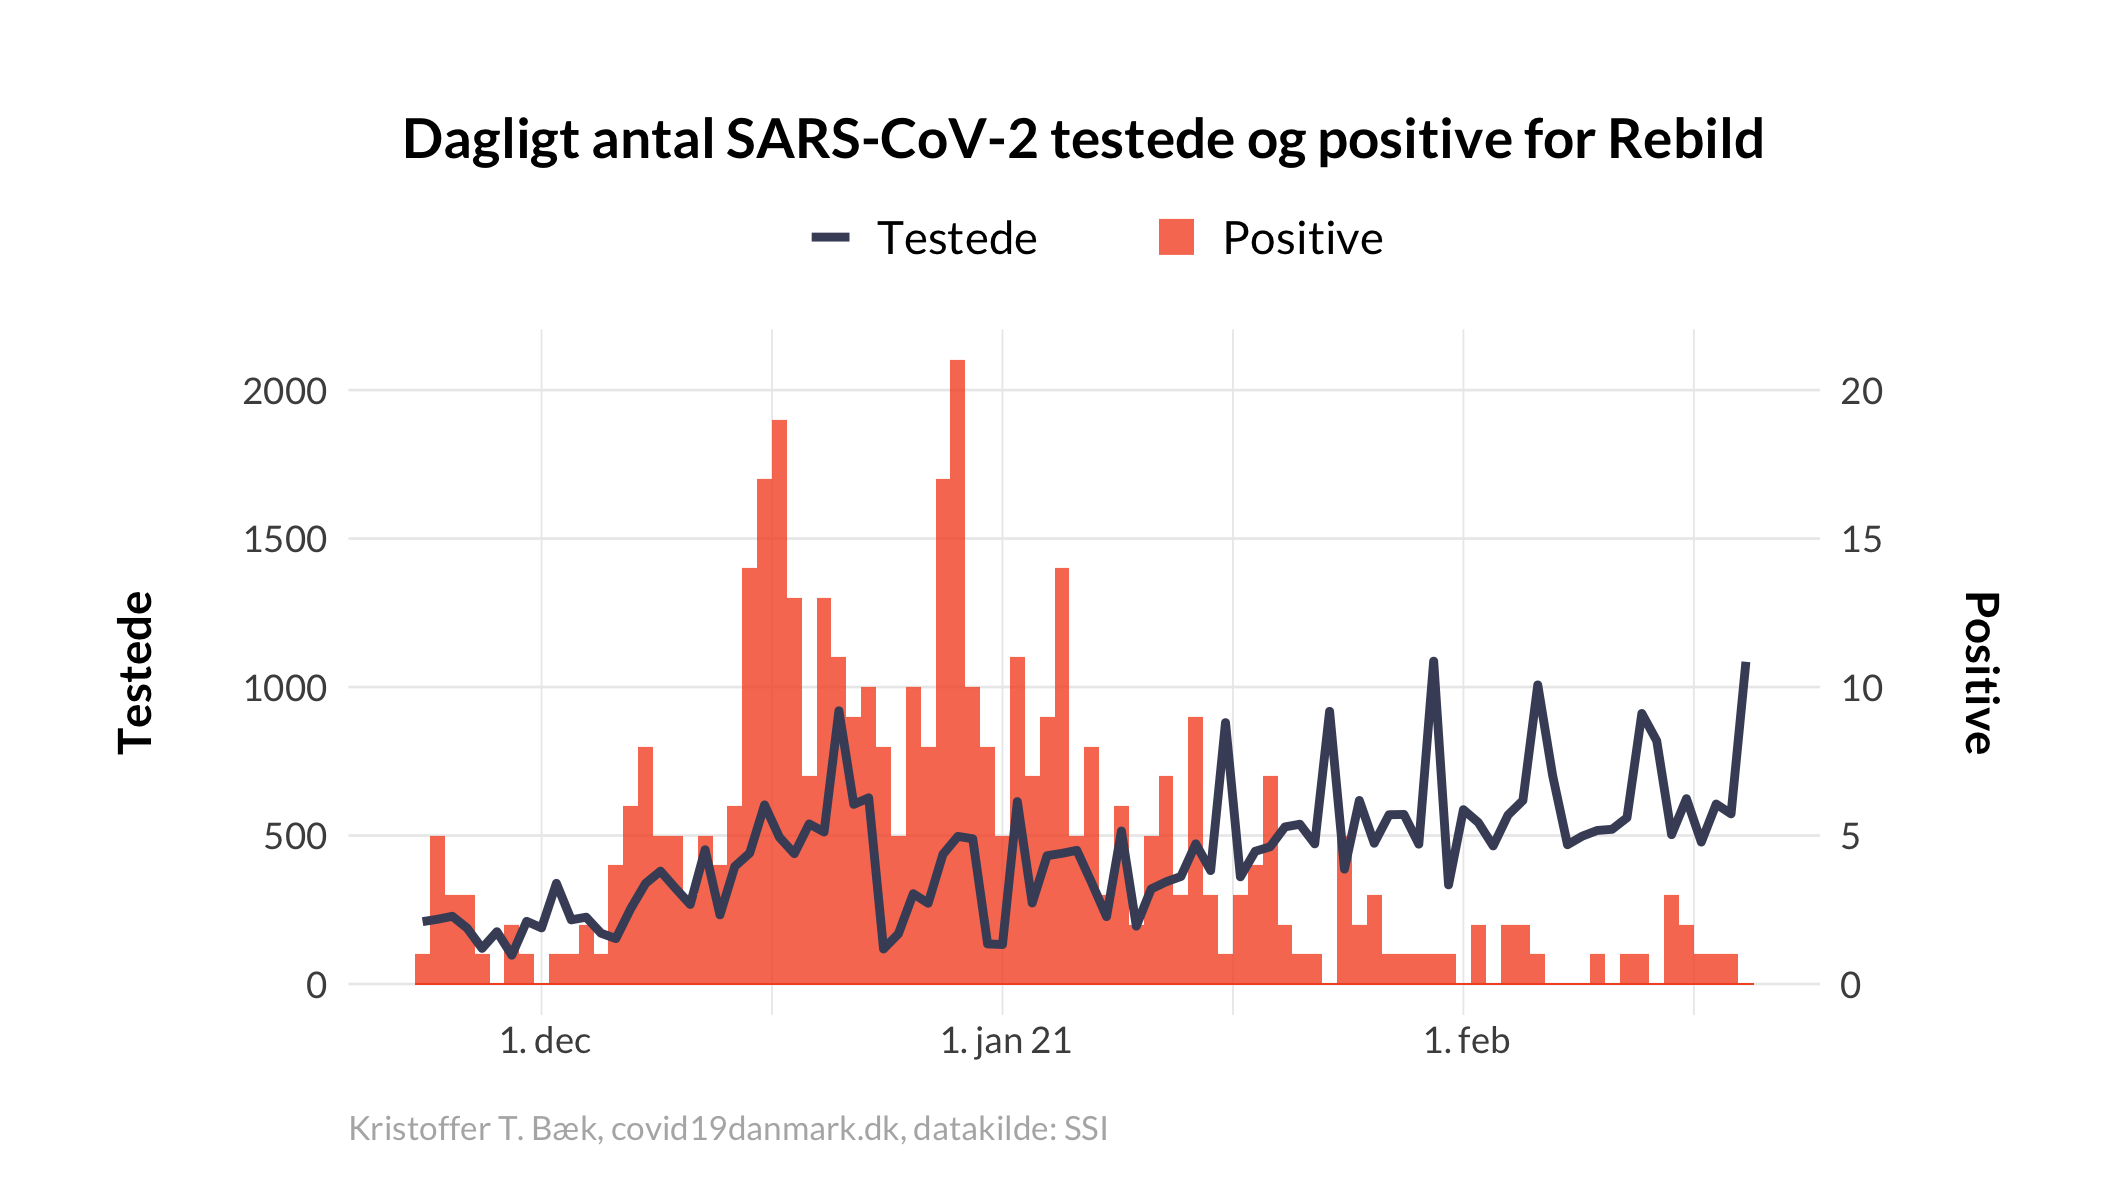 Dagligt antal SARS-CoV-2 testede og positive for Rebild
Testede
Positive
2000
1500
1000
500
0
20
15
10
5
0
Testede
Positive
1. dec
1. jan 21
1. feb
Kristoffer T. Bæk, covid19danmark.dk, datakilde: SSI